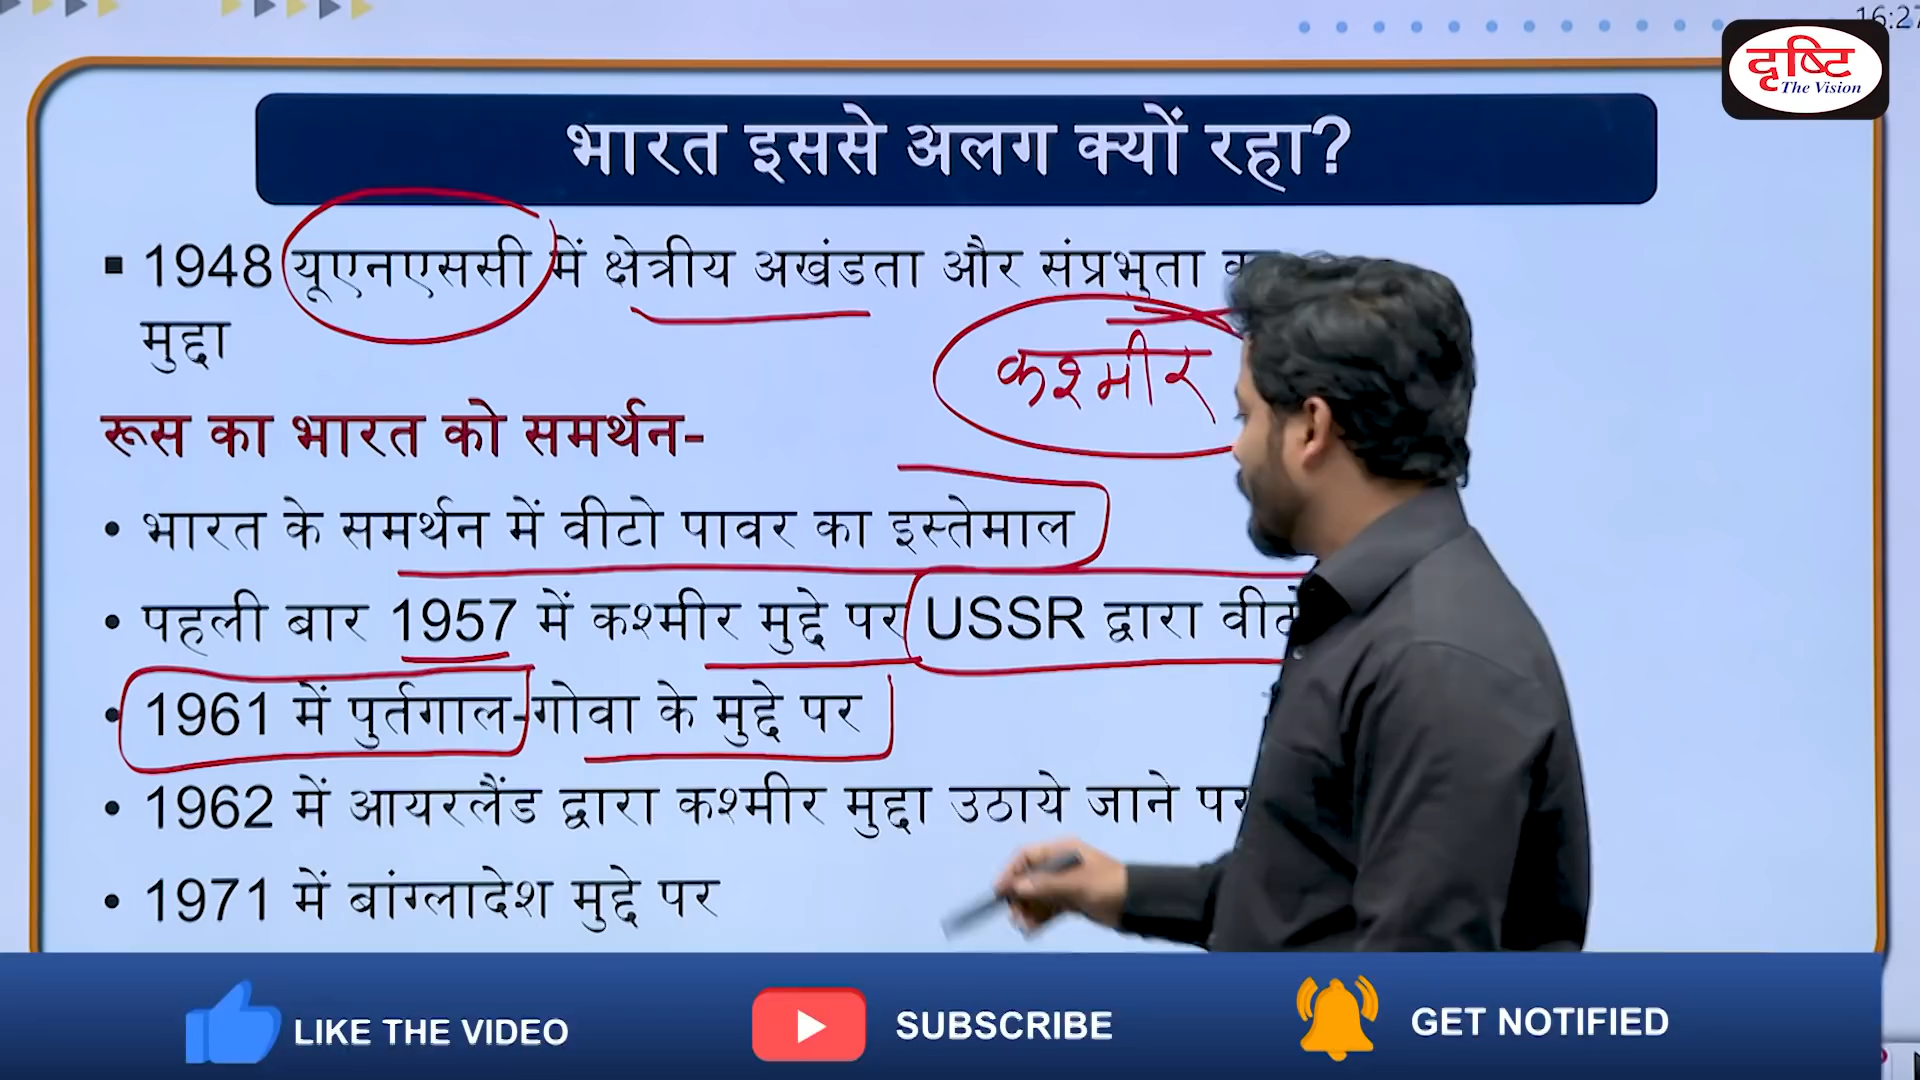 16:27
दृष्टि
The Vision
भारत इससे अलग क्यों रहा?
▪ 1948 यूएनएससी में क्षेत्रीय अखंडता और संप्रभुता
मुद्दा
कश्मीर
रूस का भारत को समर्थन-
• भारत के समर्थन में वीटो पावर का इस्तेमाल
• पहली बार 1957 में कश्मीर मुद्दे पर USSR द्वारा
• 1961 में पुर्तगाल-गोवा के मुद्दे पर
• 1962 में आयरलैंड द्वारा कश्मीर मुद्दा उठाये जाने पर
• 1971 में बांग्लादेश मुद्दे पर
LIKE THE VIDEO
SUBSCRIBE
GET NOTIFIED